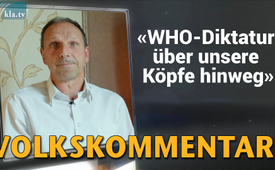 kla.tv
«WHO-Diktatur
über unsere
Köpfe hinweg»
VOLKSKOMMENTAR